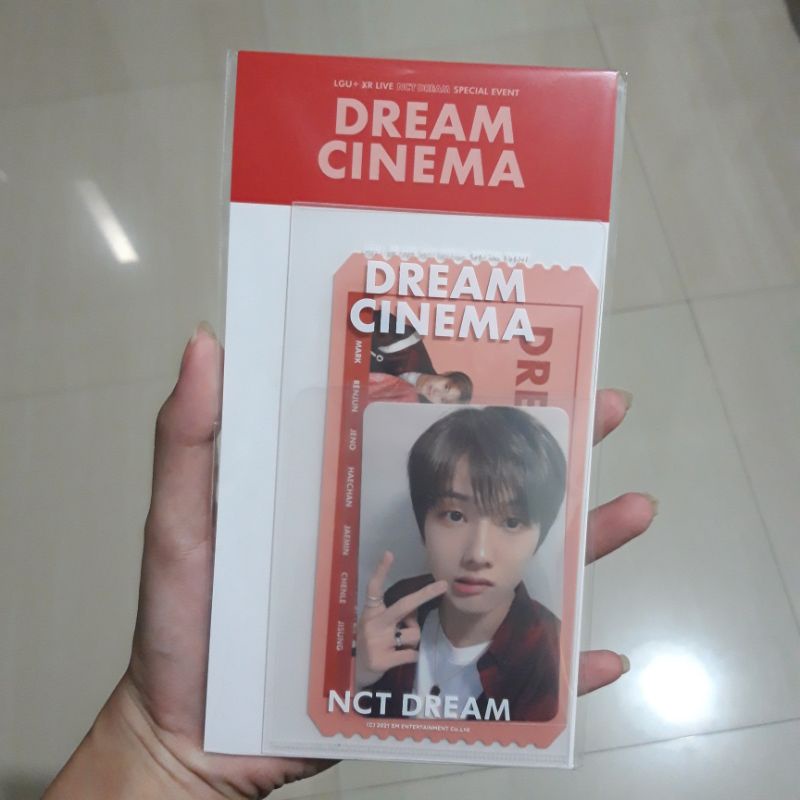 LGU+ XR LIVE NCT DREAM SPECIAL EVENT
DREAM
CINEMA
DREAM
CINEMA
DRE
MARK RENJUN JENO HAECHAN JAEMIN CHENLE JISUNG
NCT DREAM
(C) 2021 SM ENTERTAINMENT Co.Ltd